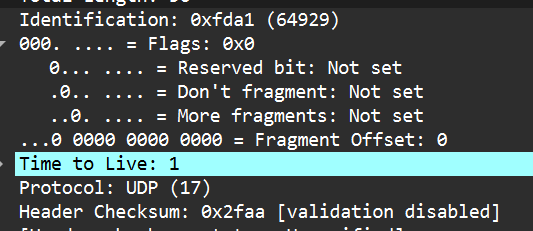 Identification: 0xfda1 (64929)
000. .... = Flags: 0x0
0... .... = Reserved bit: Not set
.0.. .... = Don't fragment: Not set
..0. .... = More fragments: Not set
...0 0000 0000 0000 = Fragment Offset: 0
Time to Live: 1
Protocol: UDP (17)
Header Checksum: 0x2faa [validation disabled]